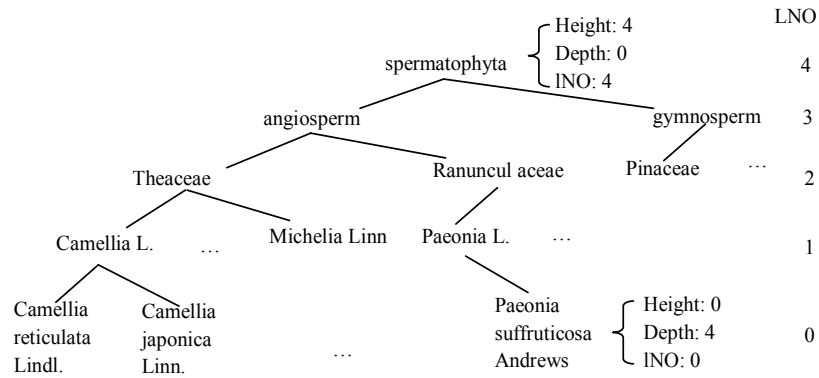 LNO
Height: 4
Depth: 0
lNO: 4
spermatophyta
4
angiosperm
gymnosperm
3
Theaceae
Ranuncul aceae
Pinaceae
…
2
Camellia L.
…
Michelia Linn
Paeonia L.
…
1
Camellia
reticulata
Lindl.
Camellia
japonica
Linn.
…
Paeonia
suffruticosa
Andrews
Height: 0
Depth: 4
lNO: 0
0